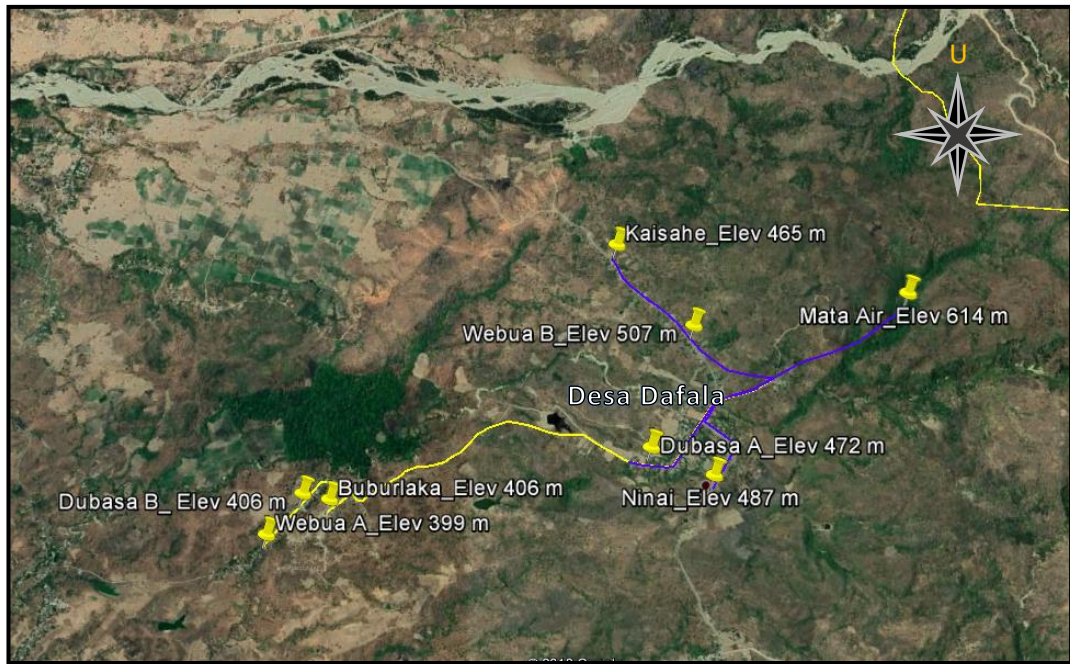 U
Kaisahe_Elev 465 m
Mata Air_Elev 614 m
Webua B_Elev 507 m
Desa Dafala
Dubasa A_Elev 472 m
Buburlaka_Elev 406 m
Dubasa B_ Elev 406 m
Ninai_Elev 487 m
Webua A_Elev 399 m